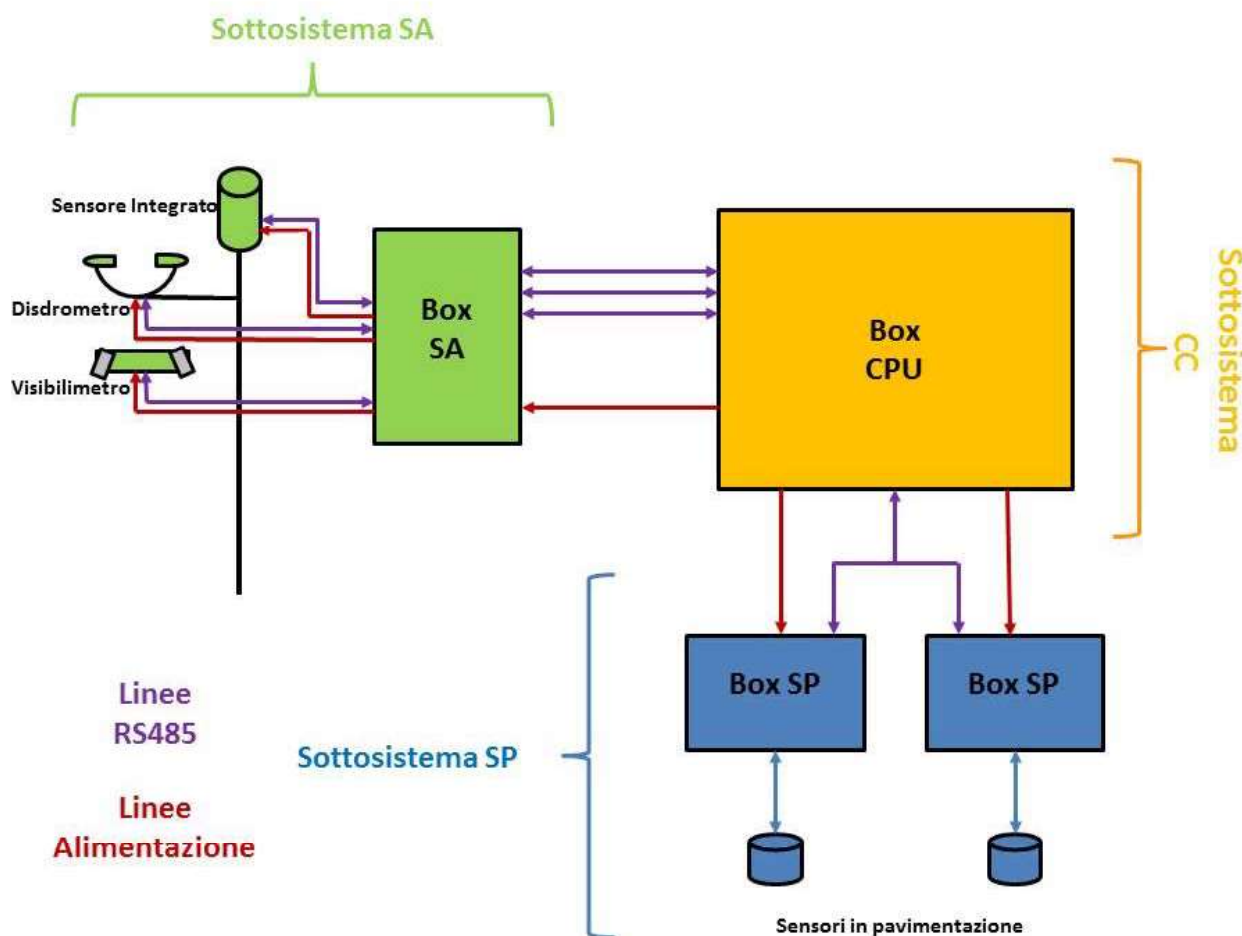 Sottosistema SA
Sensore Integrato
Disdrometro
Visibilimetro
Box
SA
Box
CPU
Sottosistema
CC
Box SP
Box SP
Linee
RS485
Sottosistema SP
Linee
Alimentazione
Sensori in pavimentazione